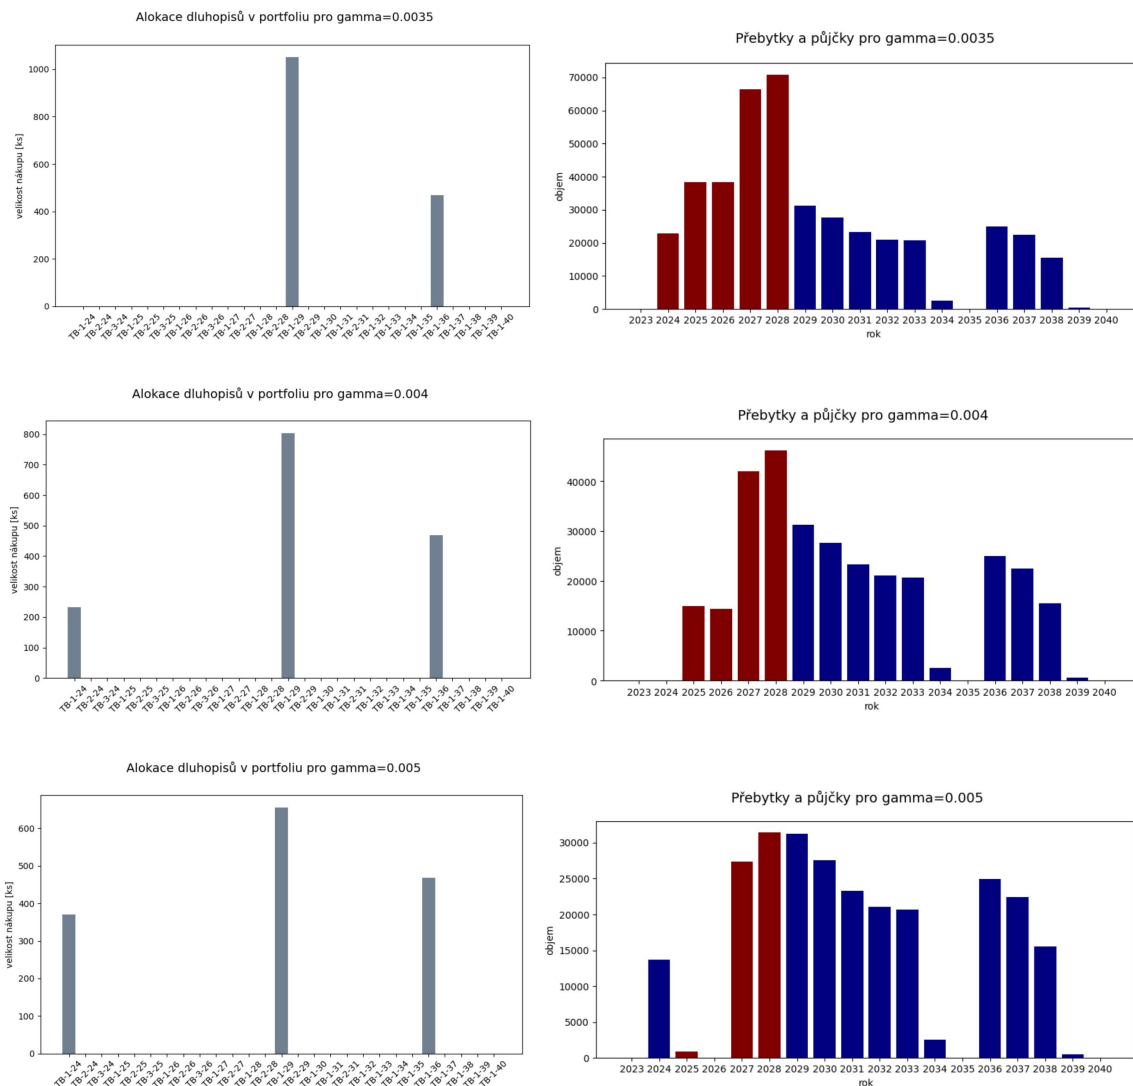 Alokace dluhopisů v portfoliu pro gamma=0.0035
velikost nákupu [ks]
1000
800
600
400
200
0
TB-1-24 TB-2-24 TB-3-24 TB-1-25 TB-2-25 TB-3-25 TB-1-26 TB-2-26 TB-3-26 TB-1-27 TB-2-27 TB-1-28 TB-2-28 TB-1-29 TB-2-29 TB-1-30 TB-1-31 TB-2-31 TB-1-32 TB-1-33 TB-1-34 TB-1-35 TB-1-36 TB-1-37 TB-1-38 TB-1-39 TB-1-40
Přebytky a půjčky pro gamma=0.0035
objem
70000
60000
50000
40000
30000
20000
10000
0
2023 2024 2025 2026 2027 2028 2029 2030 2031 2032 2033 2034 2035 2036 2037 2038 2039 2040
rok
Alokace dluhopisů v portfoliu pro gamma=0.004
velikost nákupu [ks]
800
700
600
500
400
300
200
100
0
TB-1-24 TB-2-24 TB-3-24 TB-1-25 TB-2-25 TB-3-25 TB-1-26 TB-2-26 TB-3-26 TB-1-27 TB-2-27 TB-1-28 TB-2-28 TB-1-29 TB-2-29 TB-1-30 TB-1-31 TB-2-31 TB-1-32 TB-1-33 TB-1-34 TB-1-35 TB-1-36 TB-1-37 TB-1-38 TB-1-39 TB-1-40
Přebytky a půjčky pro gamma=0.004
objem
40000
30000
20000
10000
0
2023 2024 2025 2026 2027 2028 2029 2030 2031 2032 2033 2034 2035 2036 2037 2038 2039 2040
rok
Alokace dluhopisů v portfoliu pro gamma=0.005
velikost nákupu [ks]
600
500
400
300
200
100
0
TB-1-24 TB-2-24 TB-3-24 TB-1-25 TB-2-25 TB-3-25 TB-1-26 TB-2-26 TB-3-26 TB-1-27 TB-2-27 TB-1-28 TB-2-28 TB-1-29 TB-2-29 TB-1-30 TB-1-31 TB-2-31 TB-1-32 TB-1-33 TB-1-34 TB-1-35 TB-1-36 TB-1-37 TB-1-38 TB-1-39 TB-1-40
Přebytky a půjčky pro gamma=0.005
objem
30000
25000
20000
15000
10000
5000
0
2023 2024 2025 2026 2027 2028 2029 2030 2031 2032 2033 2034 2035 2036 2037 2038 2039 2040
rok